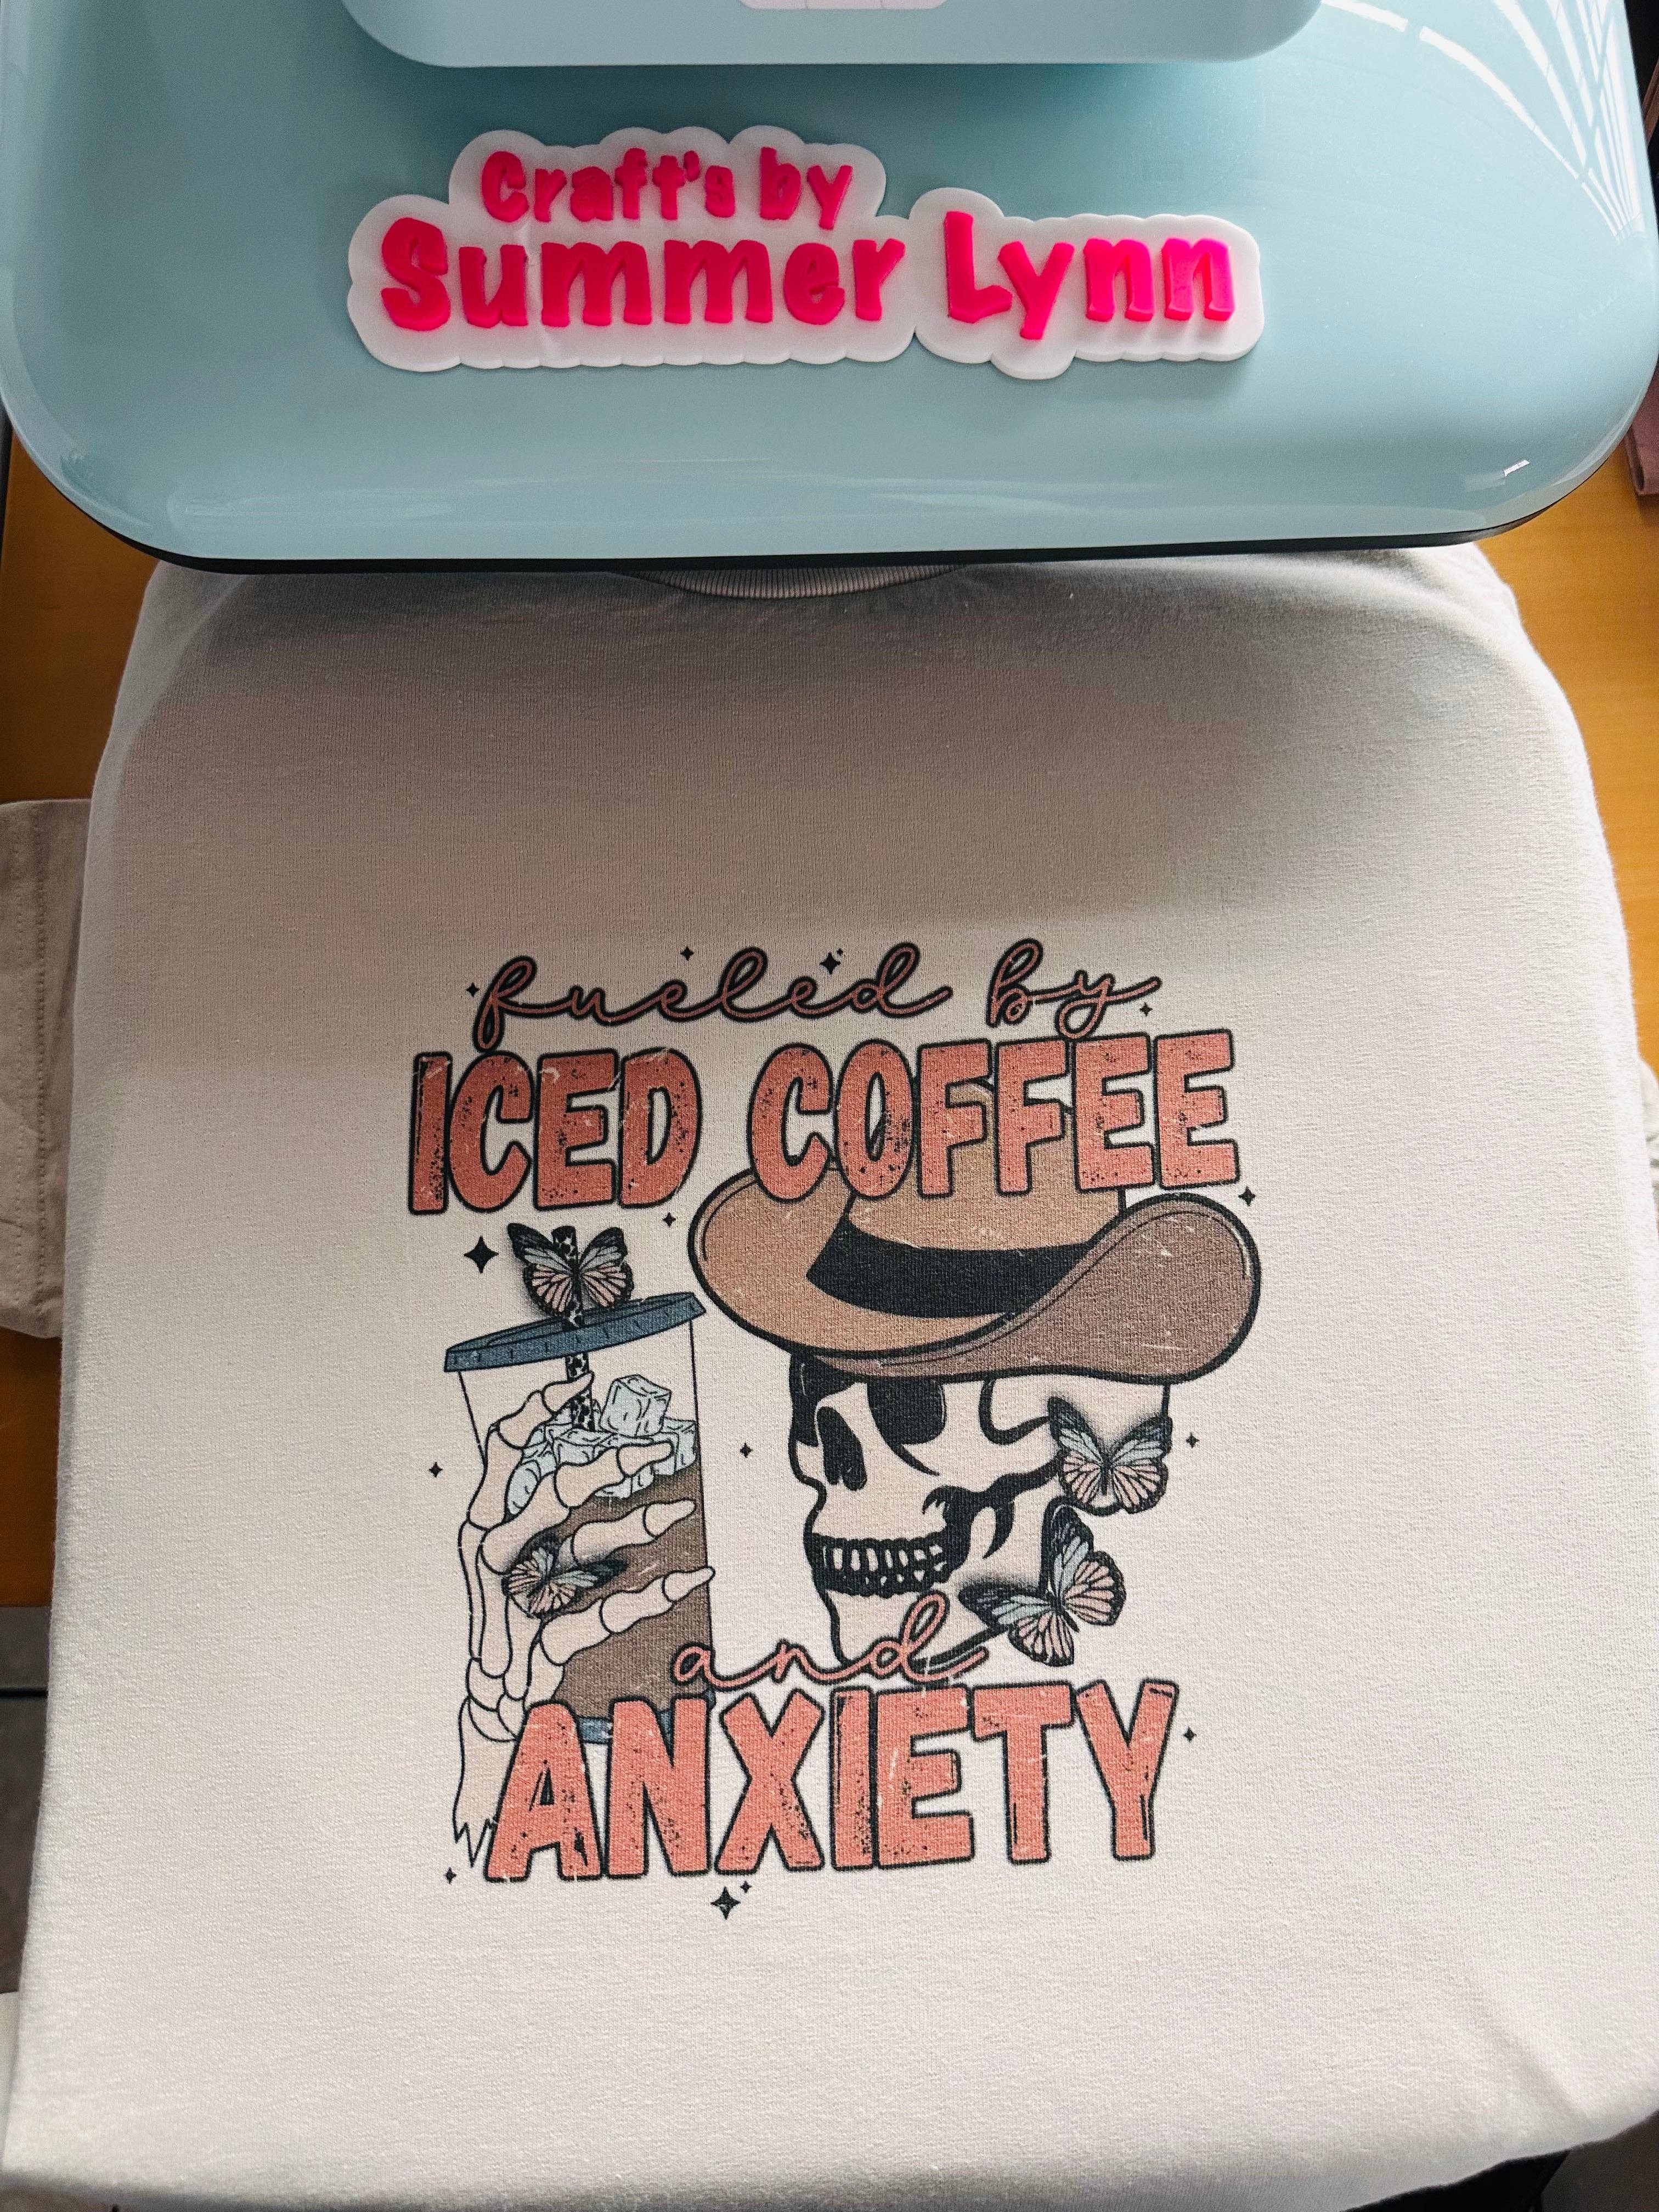 Craft's by
Summer Lynn
fueled by
ICED COFFEE
and
ANXIETY